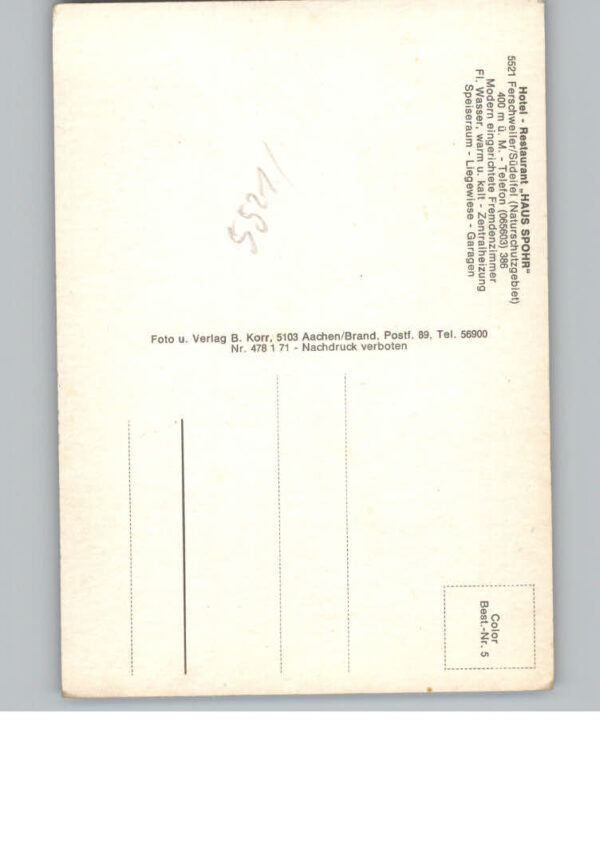 Hotel - Restaurant „HAUS SPOHR"
5521 Ferschweiler/Südeifel (Naturschutzgebiet)
400 m ü. M. - Telefon (065603) 386
Modern eingerichtete Fremdenzimmer
Fl. Wasser, warm u. kalt - Zentralheizung
Speiseraum - Liegewiese - Garagen
5521/
Foto u. Verlag B. Korr, 5103 Aachen/Brand, Postf. 89, Tel. 56900
Nr. 478 1 71 - Nachdruck verboten
Color
Best.-Nr. 5